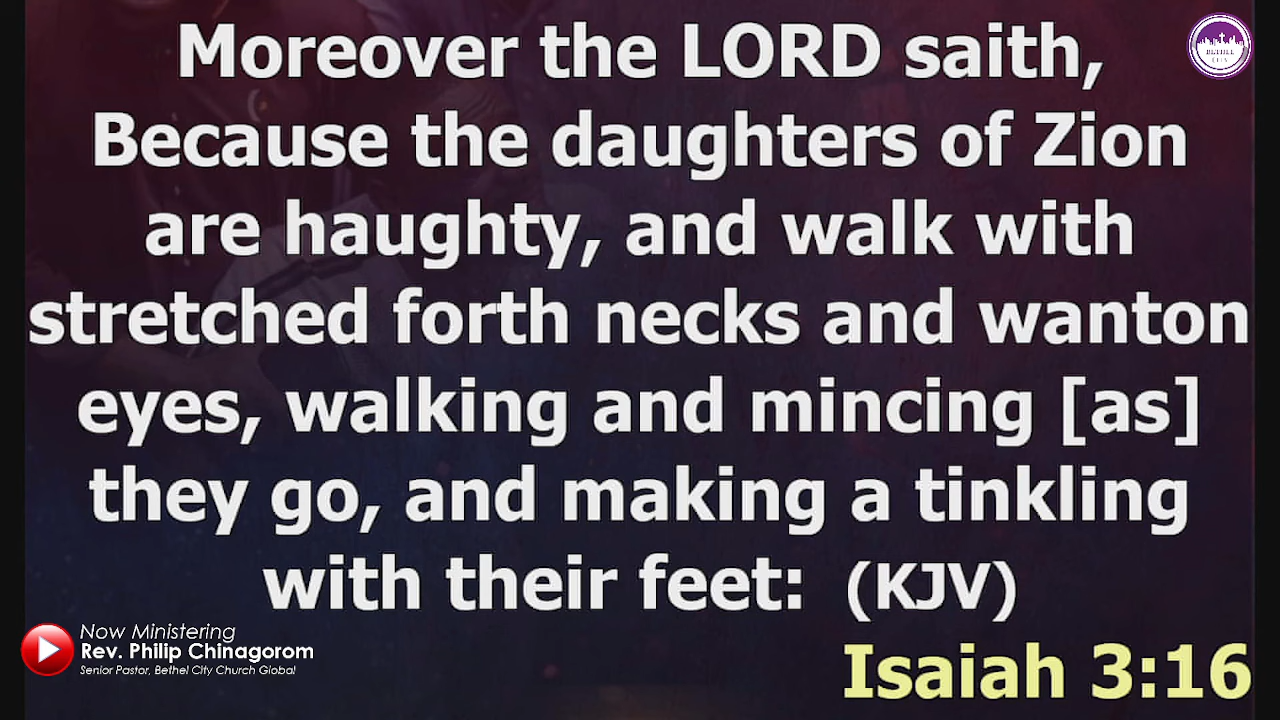 Moreover the LORD saith,
Because the daughters of Zion
are haughty, and walk with
stretched forth necks and wanton
eyes, walking and mincing [as]
they go, and making a tinkling
with their feet: (KJV)
Isaiah 3:16
Now Ministering
Rev. Philip Chinagorom
Senior Pastor, Bethel City Church Global
BETHEL
CITY